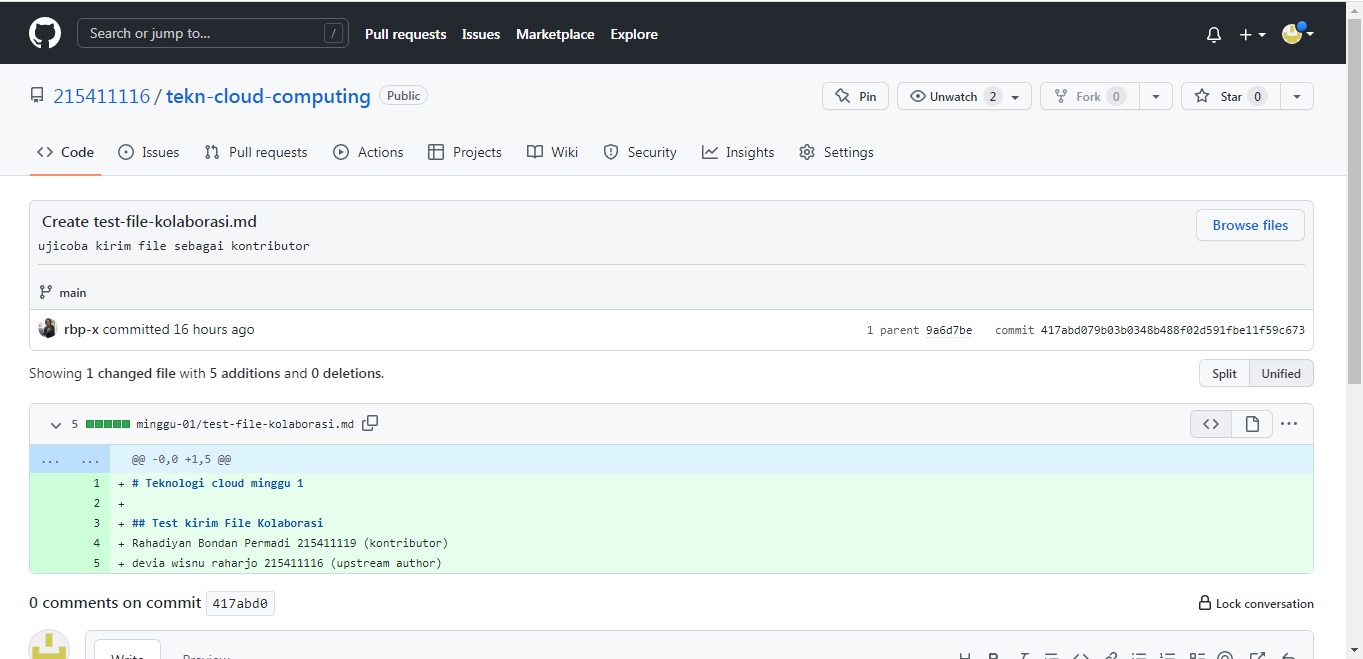 Search or jump to... / Pull requests Issues Marketplace Explore
215411116 / tekn-cloud-computing Public Pin Unwatch 2 Fork 0 Star 0
Code Issues Pull requests Actions Projects Wiki Security Insights Settings
Create test-file-kolaborasi.md Browse files
ujicoba kirim file sebagai kontributor
main
rbp-x committed 16 hours ago 1 parent 9a6d7be commit 417abd079b03b0348b488f02d591fbe11f59c673
Showing 1 changed file with 5 additions and 0 deletions. Split Unified
5 minggu-01/test-file-kolaborasi.md
... ... @@ -0,0 +1,5 @@
1 + # Teknologi cloud minggu 1
2 +
3 + ## Test kirim File Kolaborasi
4 + Rahadiyan Bondan Permadi 215411119 (kontributor)
5 + devia wisnu raharjo 215411116 (upstream author)
0 comments on commit 417abd0 Lock conversation
Write Preview